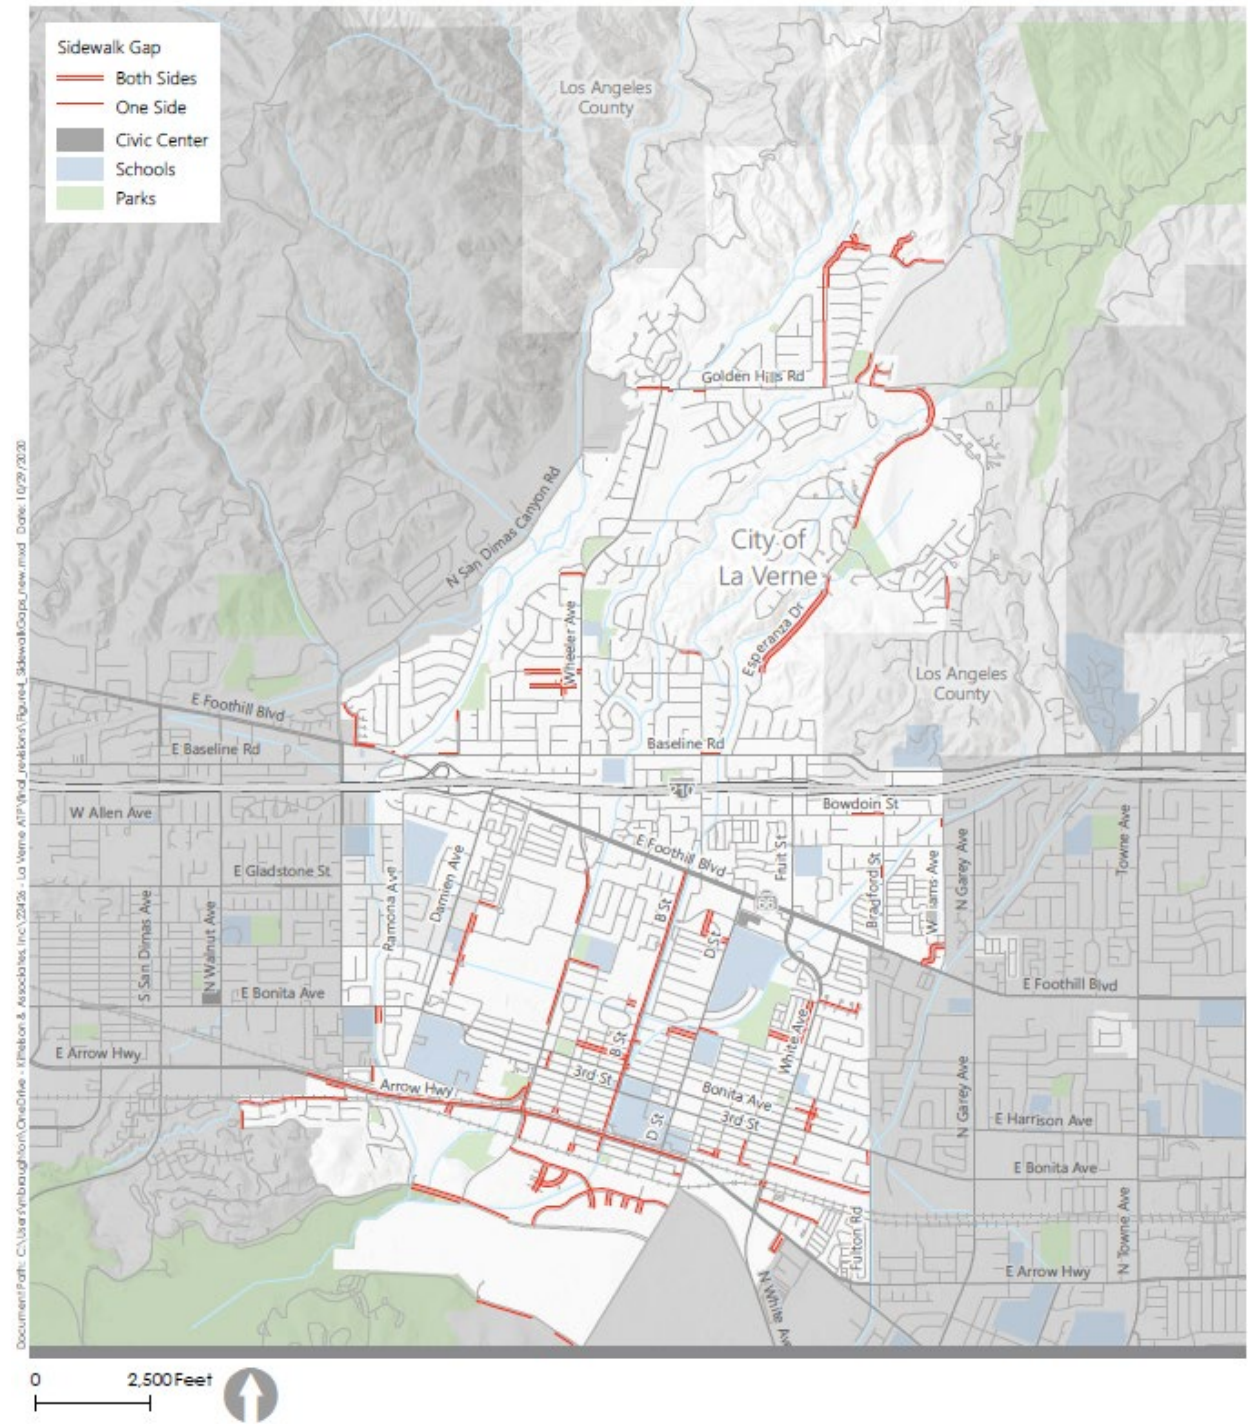 Sidewalk Gap
Both Sides
One Side
Civic Center
Schools
Parks
Los Angeles
County
Golden Hills Rd
N San Dimas Canyon Rd
City of
La Verne
Wheeler Ave
Esperanza Dr
Los Angeles
County
E Foothill Blvd
E Baseline Rd
Baseline Rd
210
W Allen Ave
Bowdoin St
E Foothill Blvd
Fruit St
Towne Ave
E Gladstone St
Damien Ave
Ramona Ave
Bradford St
Williams Ave
N Garey Ave
S San Dimas Ave
N Walnut Ave
B St
D St
66
E Bonita Ave
E Foothill Blvd
White Ave
E Arrow Hwy
B St
3rd St
Arrow Hwy
Bonita Ave
3rd St
D St
N Garey Ave
E Harrison Ave
E Bonita Ave
Fulton Rd
N Towne Ave
E Arrow Hwy
N White Av
0
2,500 Feet